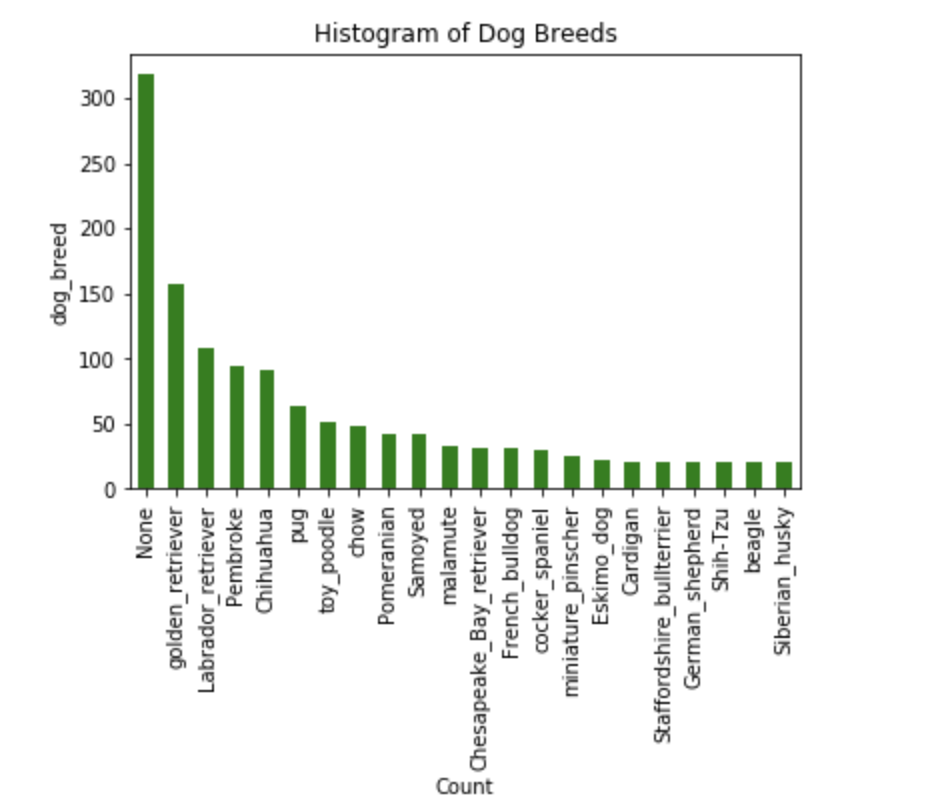 Histogram of Dog Breeds
dog_breed
300
250
200
150
100
50
0
None
golden_retriever
Labrador_retriever
Pembroke
Chihuahua
pug
toy_poodle
chow
Pomeranian
Samoyed
malamute
Chesapeake_Bay_retriever
French_bulldog
cocker_spaniel
miniature_pinscher
Eskimo_dog
Cardigan
Staffordshire_bullterrier
German_shepherd
Shih-Tzu
beagle
Siberian_husky
Count